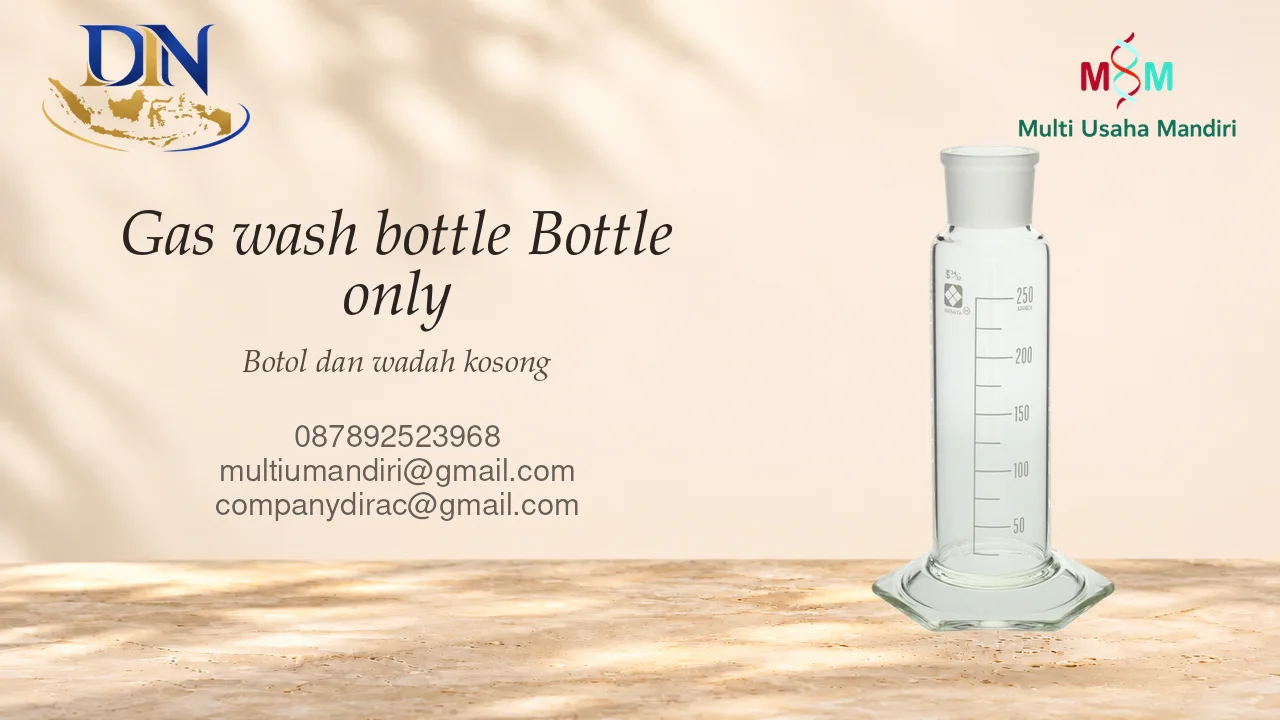 DIN
M M
Multi Usaha Mandiri
Gas wash bottle Bottle
only
Botol dan wadah kosong
087892523968
multiumandiri@gmail.com
companydirac@gmail.com
250
200
150
100
50